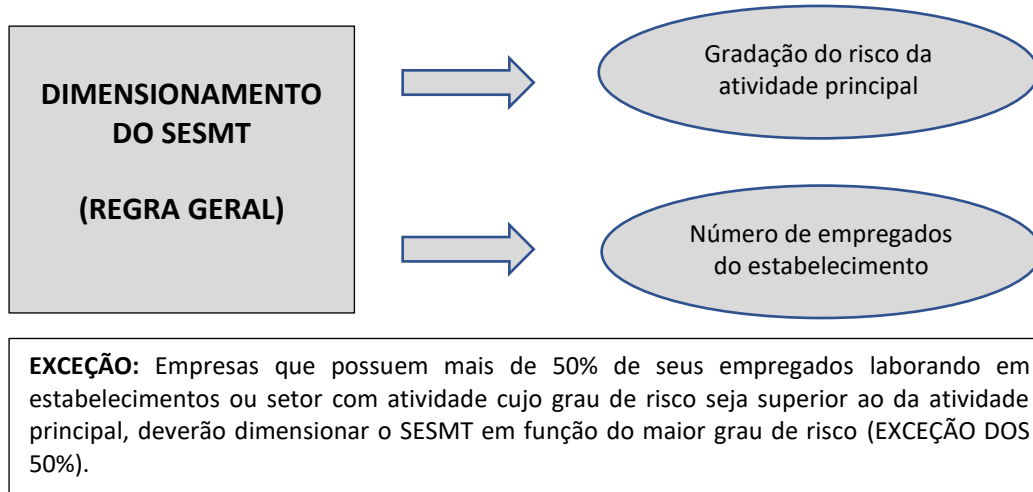 DIMENSIONAMENTO
DO SESMT
(REGRA GERAL)
Gradação do risco da
atividade principal
Número de empregados
do estabelecimento
EXCEÇÃO: Empresas que possuem mais de 50% de seus empregados laborando em
estabelecimentos ou setor com atividade cujo grau de risco seja superior ao da atividade
principal, deverão dimensionar o SESMT em função do maior grau de risco (EXCEÇÃO DOS
50%).